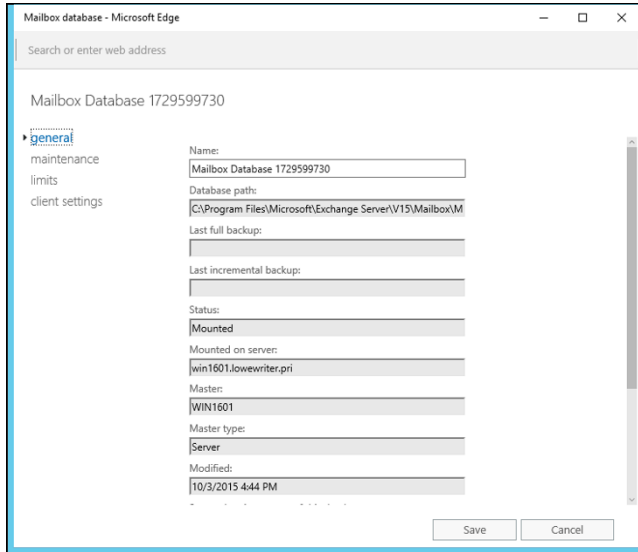 Mailbox database - Microsoft Edge
Search or enter web address
Mailbox Database 1729599730
general
maintenance
limits
client settings
Name:
Mailbox Database 1729599730
Database path:
C:\Program Files\Microsoft\Exchange Server\V15\Mailbox\M
Last full backup:
Last incremental backup:
Status:
Mounted
Mounted on server:
win1601.lowewriter.pri
Master:
WIN1601
Master type:
Server
Modified:
10/3/2015 4:44 PM
Save
Cancel